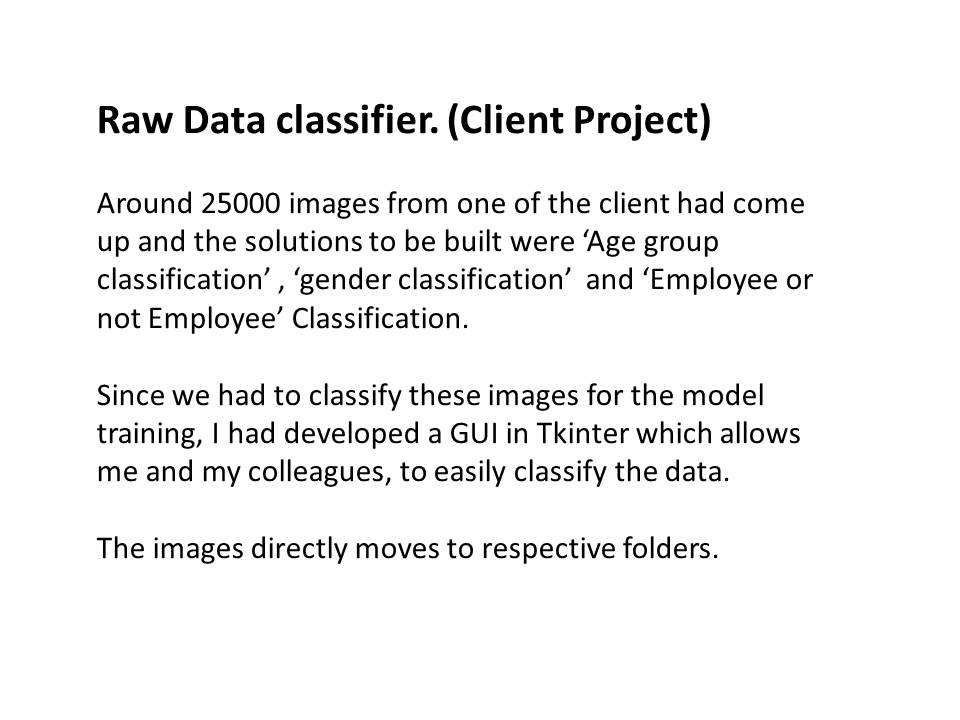 Raw Data classifier. (Client Project)
Around 25000 images from one of the client had come
up and the solutions to be built were ‘Age group
classification’ , ‘gender classification’  and ‘Employee or
not Employee’ Classification.
Since we had to classify these images for the model
training, I had developed a GUI in Tkinter which allows
me and my colleagues, to easily classify the data.
The images directly moves to respective folders.